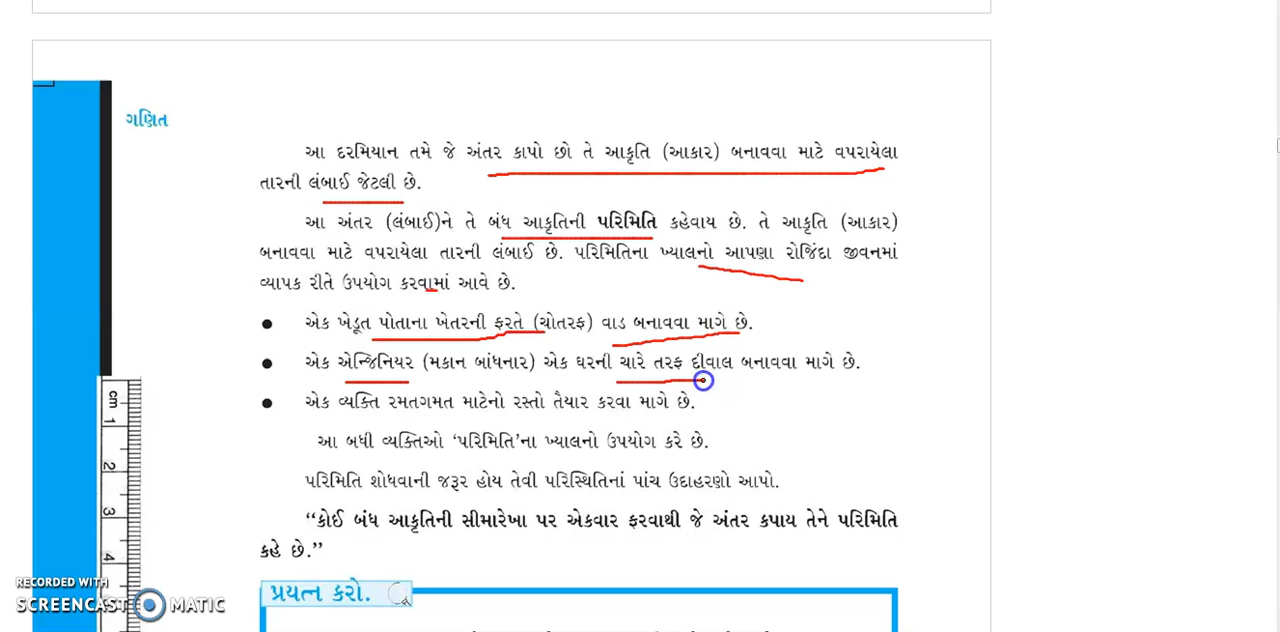 ગણિત
આ દરમિયાન તમે જે અંતર કાપો છો તે આકૃતિ (આકાર) બનાવવા માટે વપરાયેલા
તારની લંબાઈ જેટલી છે.
આ અંતર (લંબાઈ)ને તે બંધ આકૃતિની પરિમિતિ કહેવાય છે. તે આકૃતિ (આકાર)
બનાવવા માટે વપરાયેલા તારની લંબાઈ છે. પરિમિતિના ખ્યાલનો આપણા રોજિંદા જીવનમાં
વ્યાપક રીતે ઉપયોગ કરવામાં આવે છે.
● એક ખેડૂત પોતાના ખેતરની ફરતે (ચોતરફ) વાડ બનાવવા માગે છે.
● એક એન્જિનિયર (મકાન બાંધનાર) એક ઘરની ચારે તરફ દીવાલ બનાવવા માગે છે.
● એક વ્યક્તિ રમતગમત માટેનો રસ્તો તૈયાર કરવા માગે છે.
આ બધી વ્યક્તિઓ ‘પરિમિતિ’ના ખ્યાલનો ઉપયોગ કરે છે.
પરિમિતિ શોધવાની જરૂર હોય તેવી પરિસ્થિતિનાં પાંચ ઉદાહરણો આપો.
“કોઈ બંધ આકૃતિની સીમારેખા પર એકવાર ફરવાથી જે અંતર કપાય તેને પરિમિતિ
કહે છે.”
પ્રયત્ન કરો.
cm
1
2
3
4
RECORDED WITH
SCREENCAST MATIC